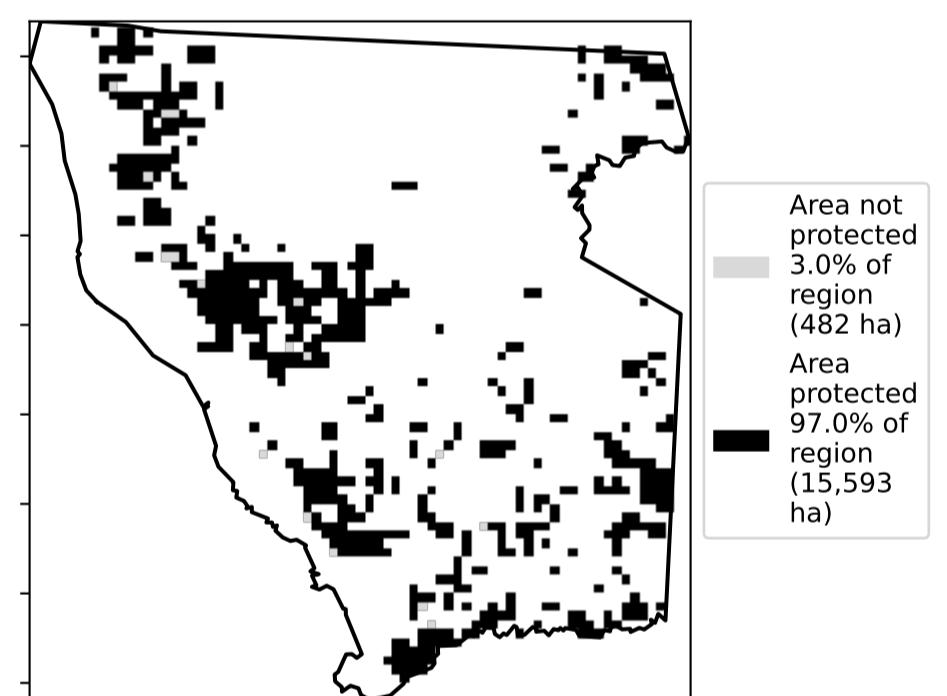 Area not
protected
3.0% of
region
(482 ha)
Area
protected
97.0% of
region
(15,593
ha)